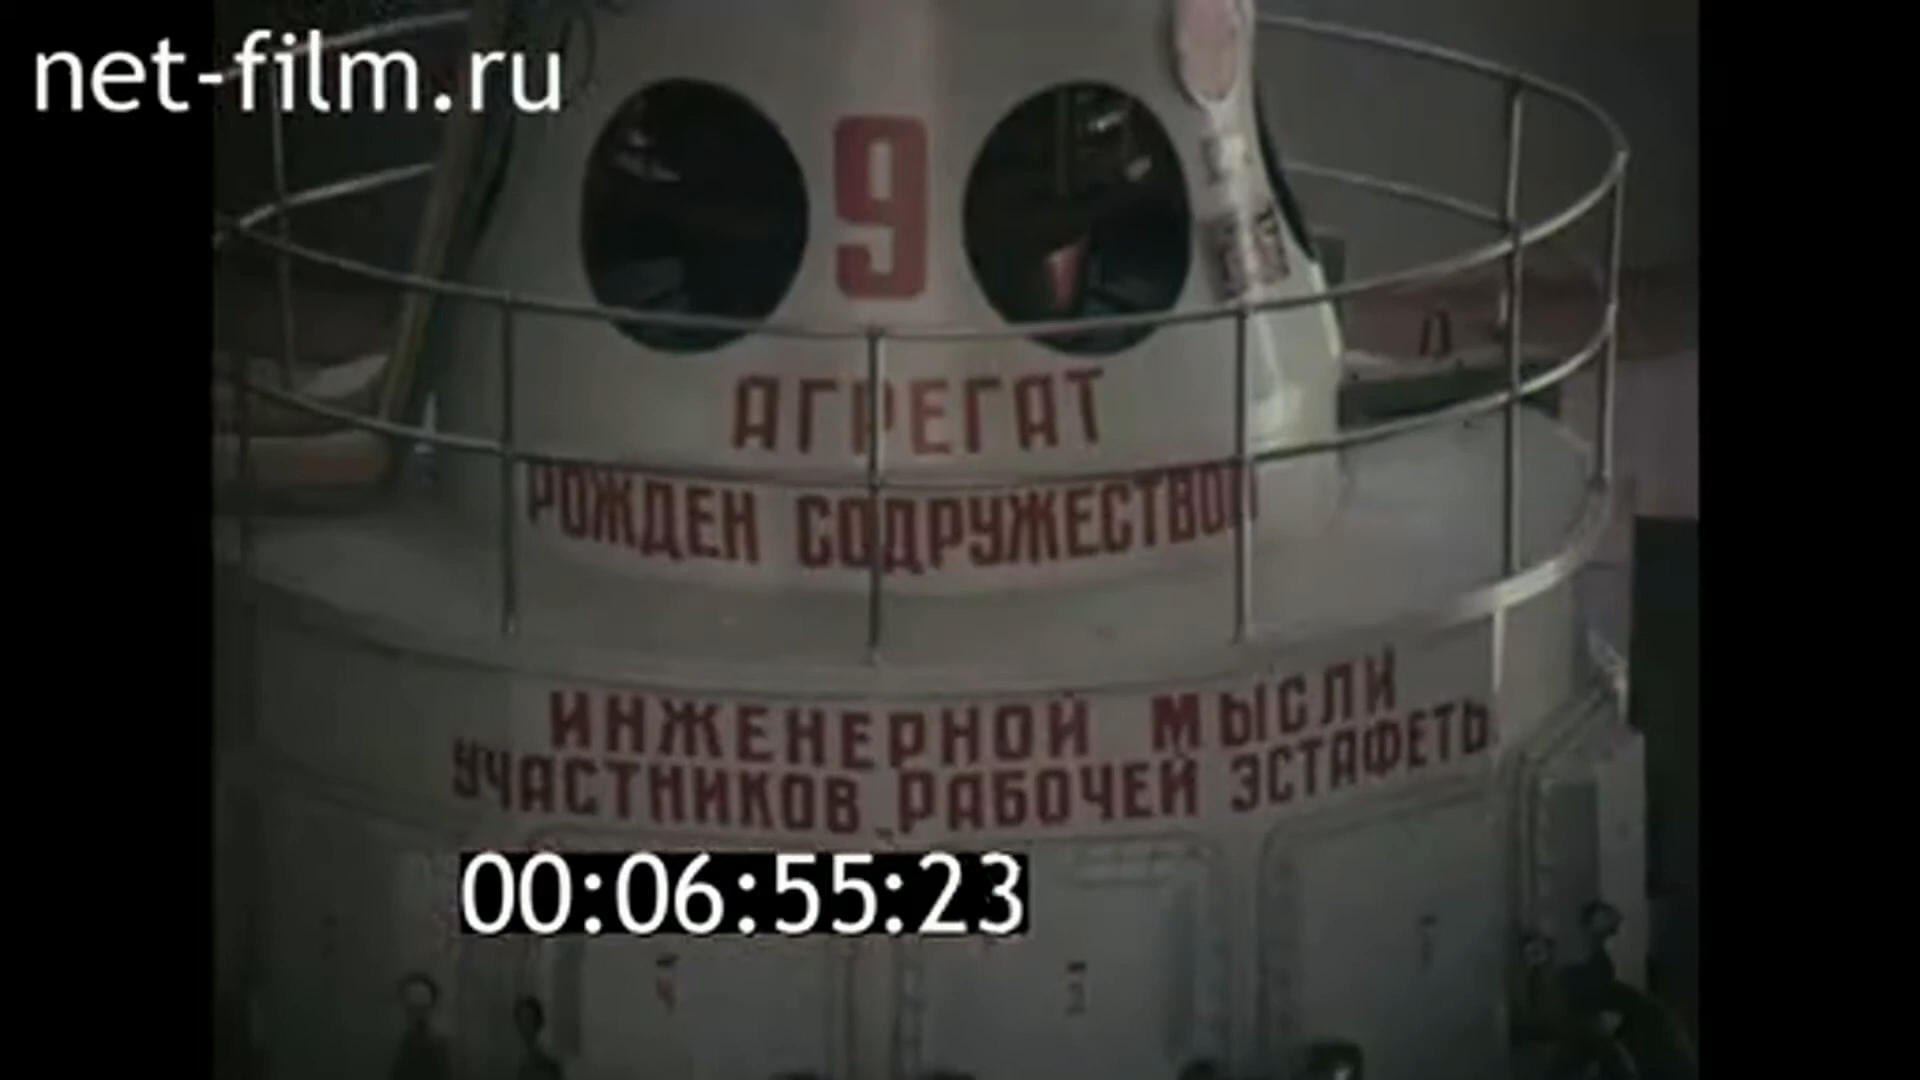 net-film.ru
9
АГРЕГАТ
РОЖДЕН СОДРУЖЕСТВОМ
ИНЖЕНЕРНОЙ МЫСЛИ
УЧАСТНИКОВ РАБОЧЕЙ ЭСТАФЕТЫ
00:06:55:23